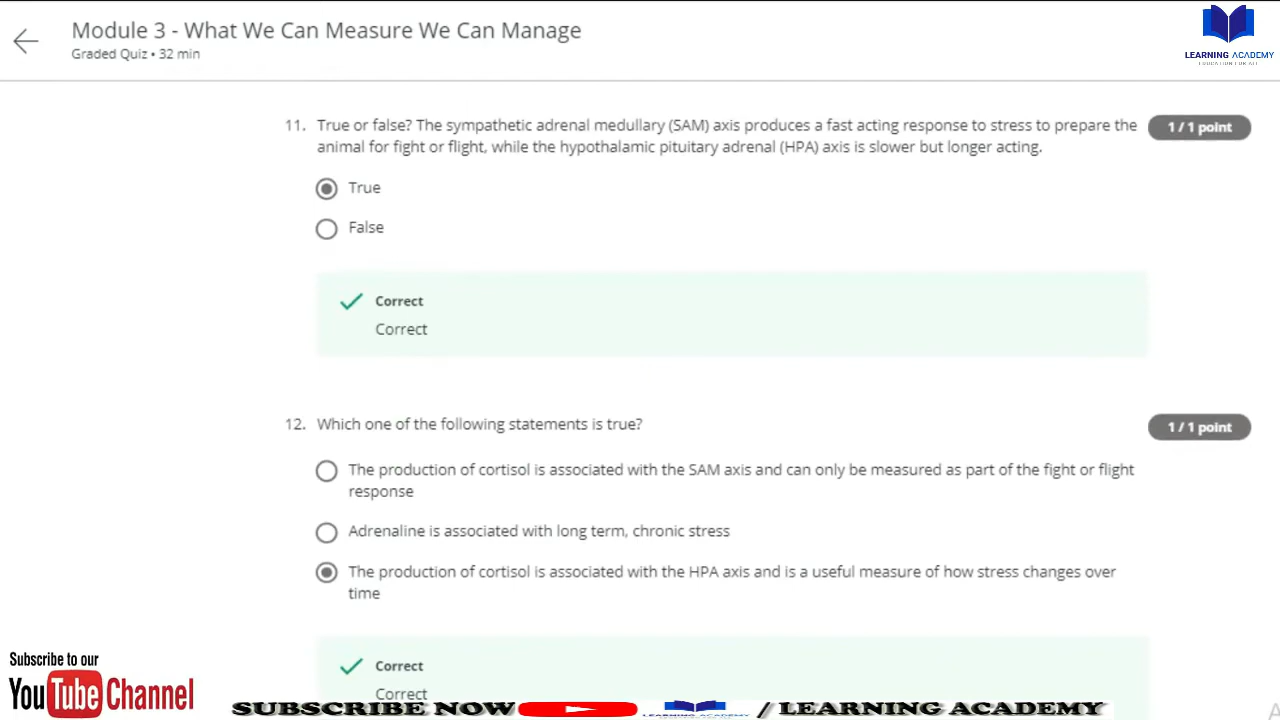 Module 3 - What We Can Measure We Can Manage
Graded Quiz • 32 min
LEARNING ACADEMY
EDUCATION FOR ALL
11. True or false? The sympathetic adrenal medullary (SAM) axis produces a fast acting response to stress to prepare the
animal for fight or flight, while the hypothalamic pituitary adrenal (HPA) axis is slower but longer acting.
1 / 1 point
True
False
Correct
Correct
12. Which one of the following statements is true?
1 / 1 point
The production of cortisol is associated with the SAM axis and can only be measured as part of the fight or flight
response
Adrenaline is associated with long term, chronic stress
The production of cortisol is associated with the HPA axis and is a useful measure of how stress changes over
time
Correct
Correct
Subscribe to our
YouTube Channel
SUBSCRIBE NOW LEARNING ACADEMY / LEARNING ACADEMY